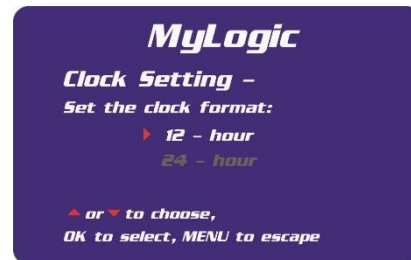 MyLogic
Clock Setting -
Set the clock format:
12 - hour
24 - hour
or to choose,
OK to select, MENU to escape